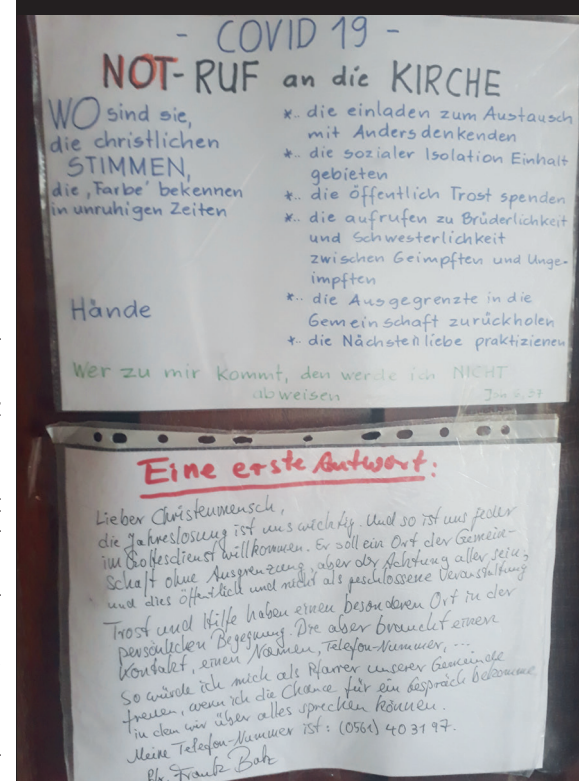 - COVID 19 -
NOT-RUF an die KIRCHE
WO sind sie,
die christlichen
STIMMEN,
die ‚Farbe' bekennen
in unruhigen Zeiten
Hände
*.. die einladen zum Austausch
mit Andersdenkenden
*.. die sozialer Isolation Einhalt
gebieten
*.. die öffentlich Trost spenden
*.. die aufrufen zu Brüderlichkeit
und Schwesterlichkeit
zwischen Geimpften und Unge-
impften
*.. die Ausgegrenzte in die
Gemeinschaft zurückholen
*.. die Nächstenliebe praktizieren
Wer zu mir kommt, den werde ich NICHT
abweisen
Joh 6,37
Eine erste Antwort:
Lieber Christenmensch,
die Jahreslosung ist uns wichtig. Und so ist uns jeder
im Gottesdienst willkommen. Er soll ein Ort der Gemein-
schaft ohne Ausgrenzung, aber der Achtung aller sein,
und dies öffentlich und nicht als geschlossene Veranstaltung
Trost und Hilfe haben einen besonderen Ort in der
persönlichen Begegnung. Die aber braucht einen
Kontakt, einen Namen, Telefon-Nummer, ...
So würde ich mich als Pfarrer unserer Gemeinde
freuen, wenn ich die Chance für ein Gespräch bekomme,
in dem wir über alles sprechen können.
Meine Telefon-Nummer ist: (0561) 403197.
Pfr. Frank